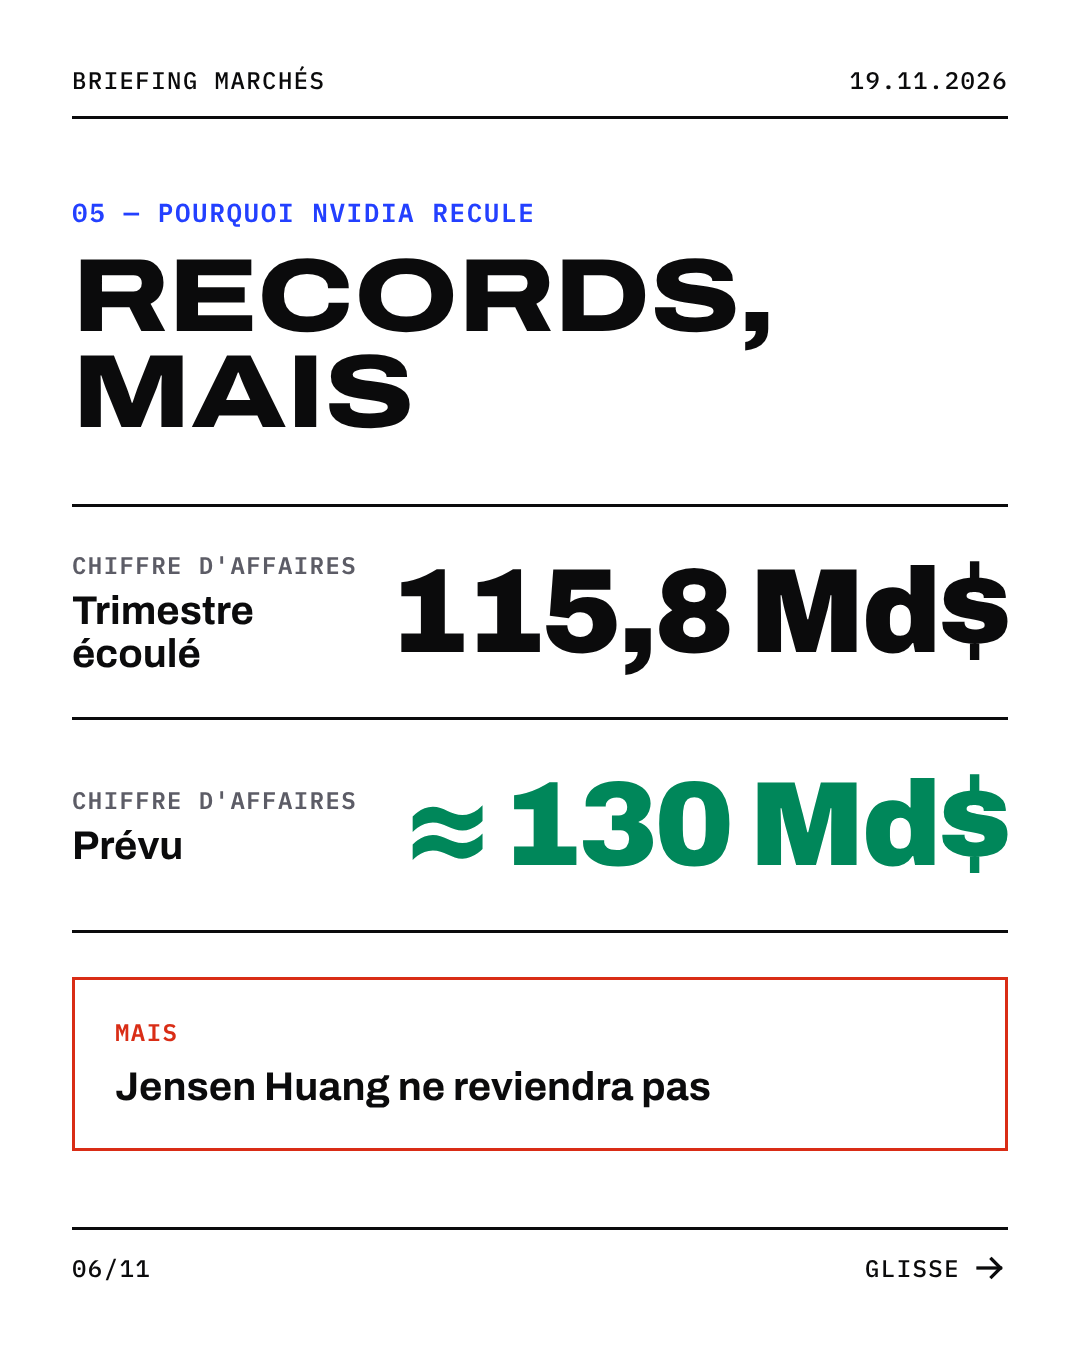 BRIEFING MARCHÉS
19.11.2026
05 — POURQUOI NVIDIA RECULE
RECORDS,
MAIS
CHIFFRE D'AFFAIRES
Trimestre
écoulé
115,8 Md$
CHIFFRE D'AFFAIRES
Prévu
≈ 130 Md$
MAIS
Jensen Huang ne reviendra pas
06/11
GLISSE →